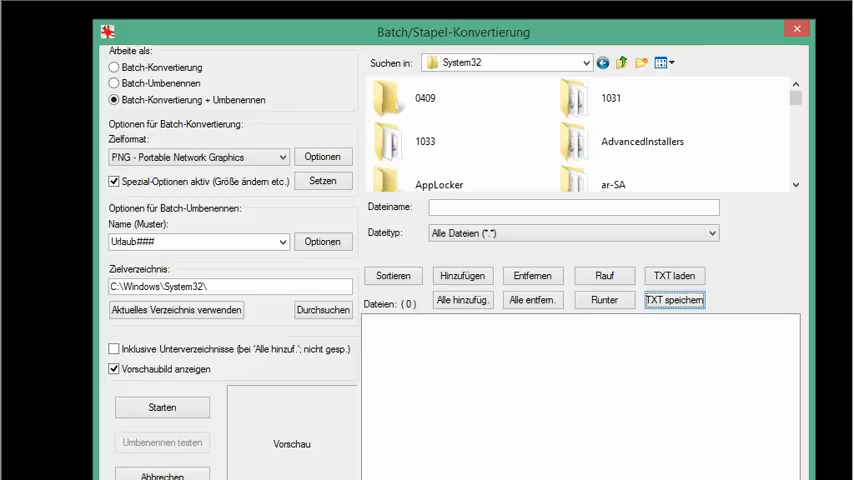 Batch/Stapel-Konvertierung
Arbeite als:
Batch-Konvertierung
Batch-Umbenennen
Batch-Konvertierung + Umbenennen
Optionen für Batch-Konvertierung:
Zielformat:
PNG - Portable Network Graphics
Optionen
Spezial-Optionen aktiv (Größe ändern etc.)
Setzen
Optionen für Batch-Umbenennen:
Name (Muster):
Urlaub###
Optionen
Zielverzeichnis:
C:\Windows\System32\
Aktuelles Verzeichnis verwenden
Durchsuchen
Inklusive Unterverzeichnisse (bei 'Alle hinzuf.'; nicht gesp.)
Vorschaubild anzeigen
Starten
Umbenennen testen
Abbrechen
Vorschau
Suchen in:
System32
0409
1031
1033
AdvancedInstallers
AppLocker
ar-SA
Dateiname:
Dateityp:
Alle Dateien (*.*)
Sortieren
Hinzufügen
Entfernen
Rauf
TXT laden
Dateien: ( 0 )
Alle hinzufüg.
Alle entfern.
Runter
TXT speichern